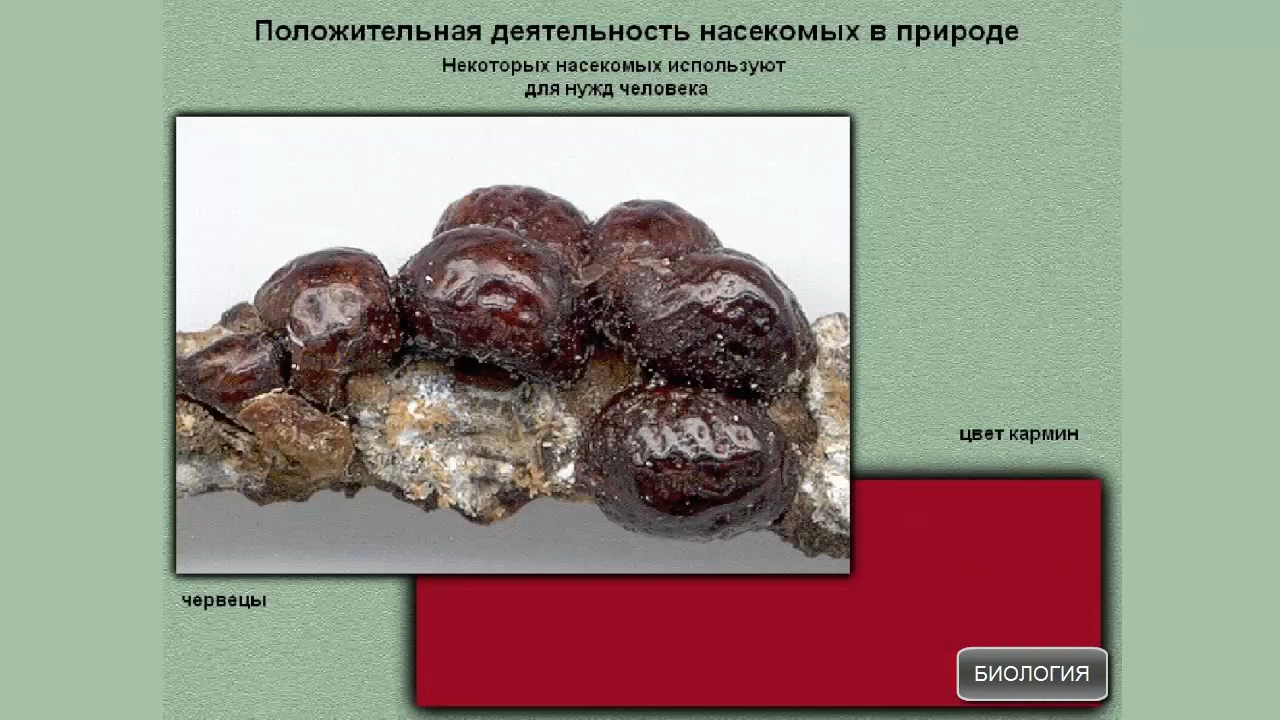 Положительная деятельность насекомых в природе
Некоторых насекомых используют
для нужд человека
цвет кармин
червецы
БИОЛОГИЯ